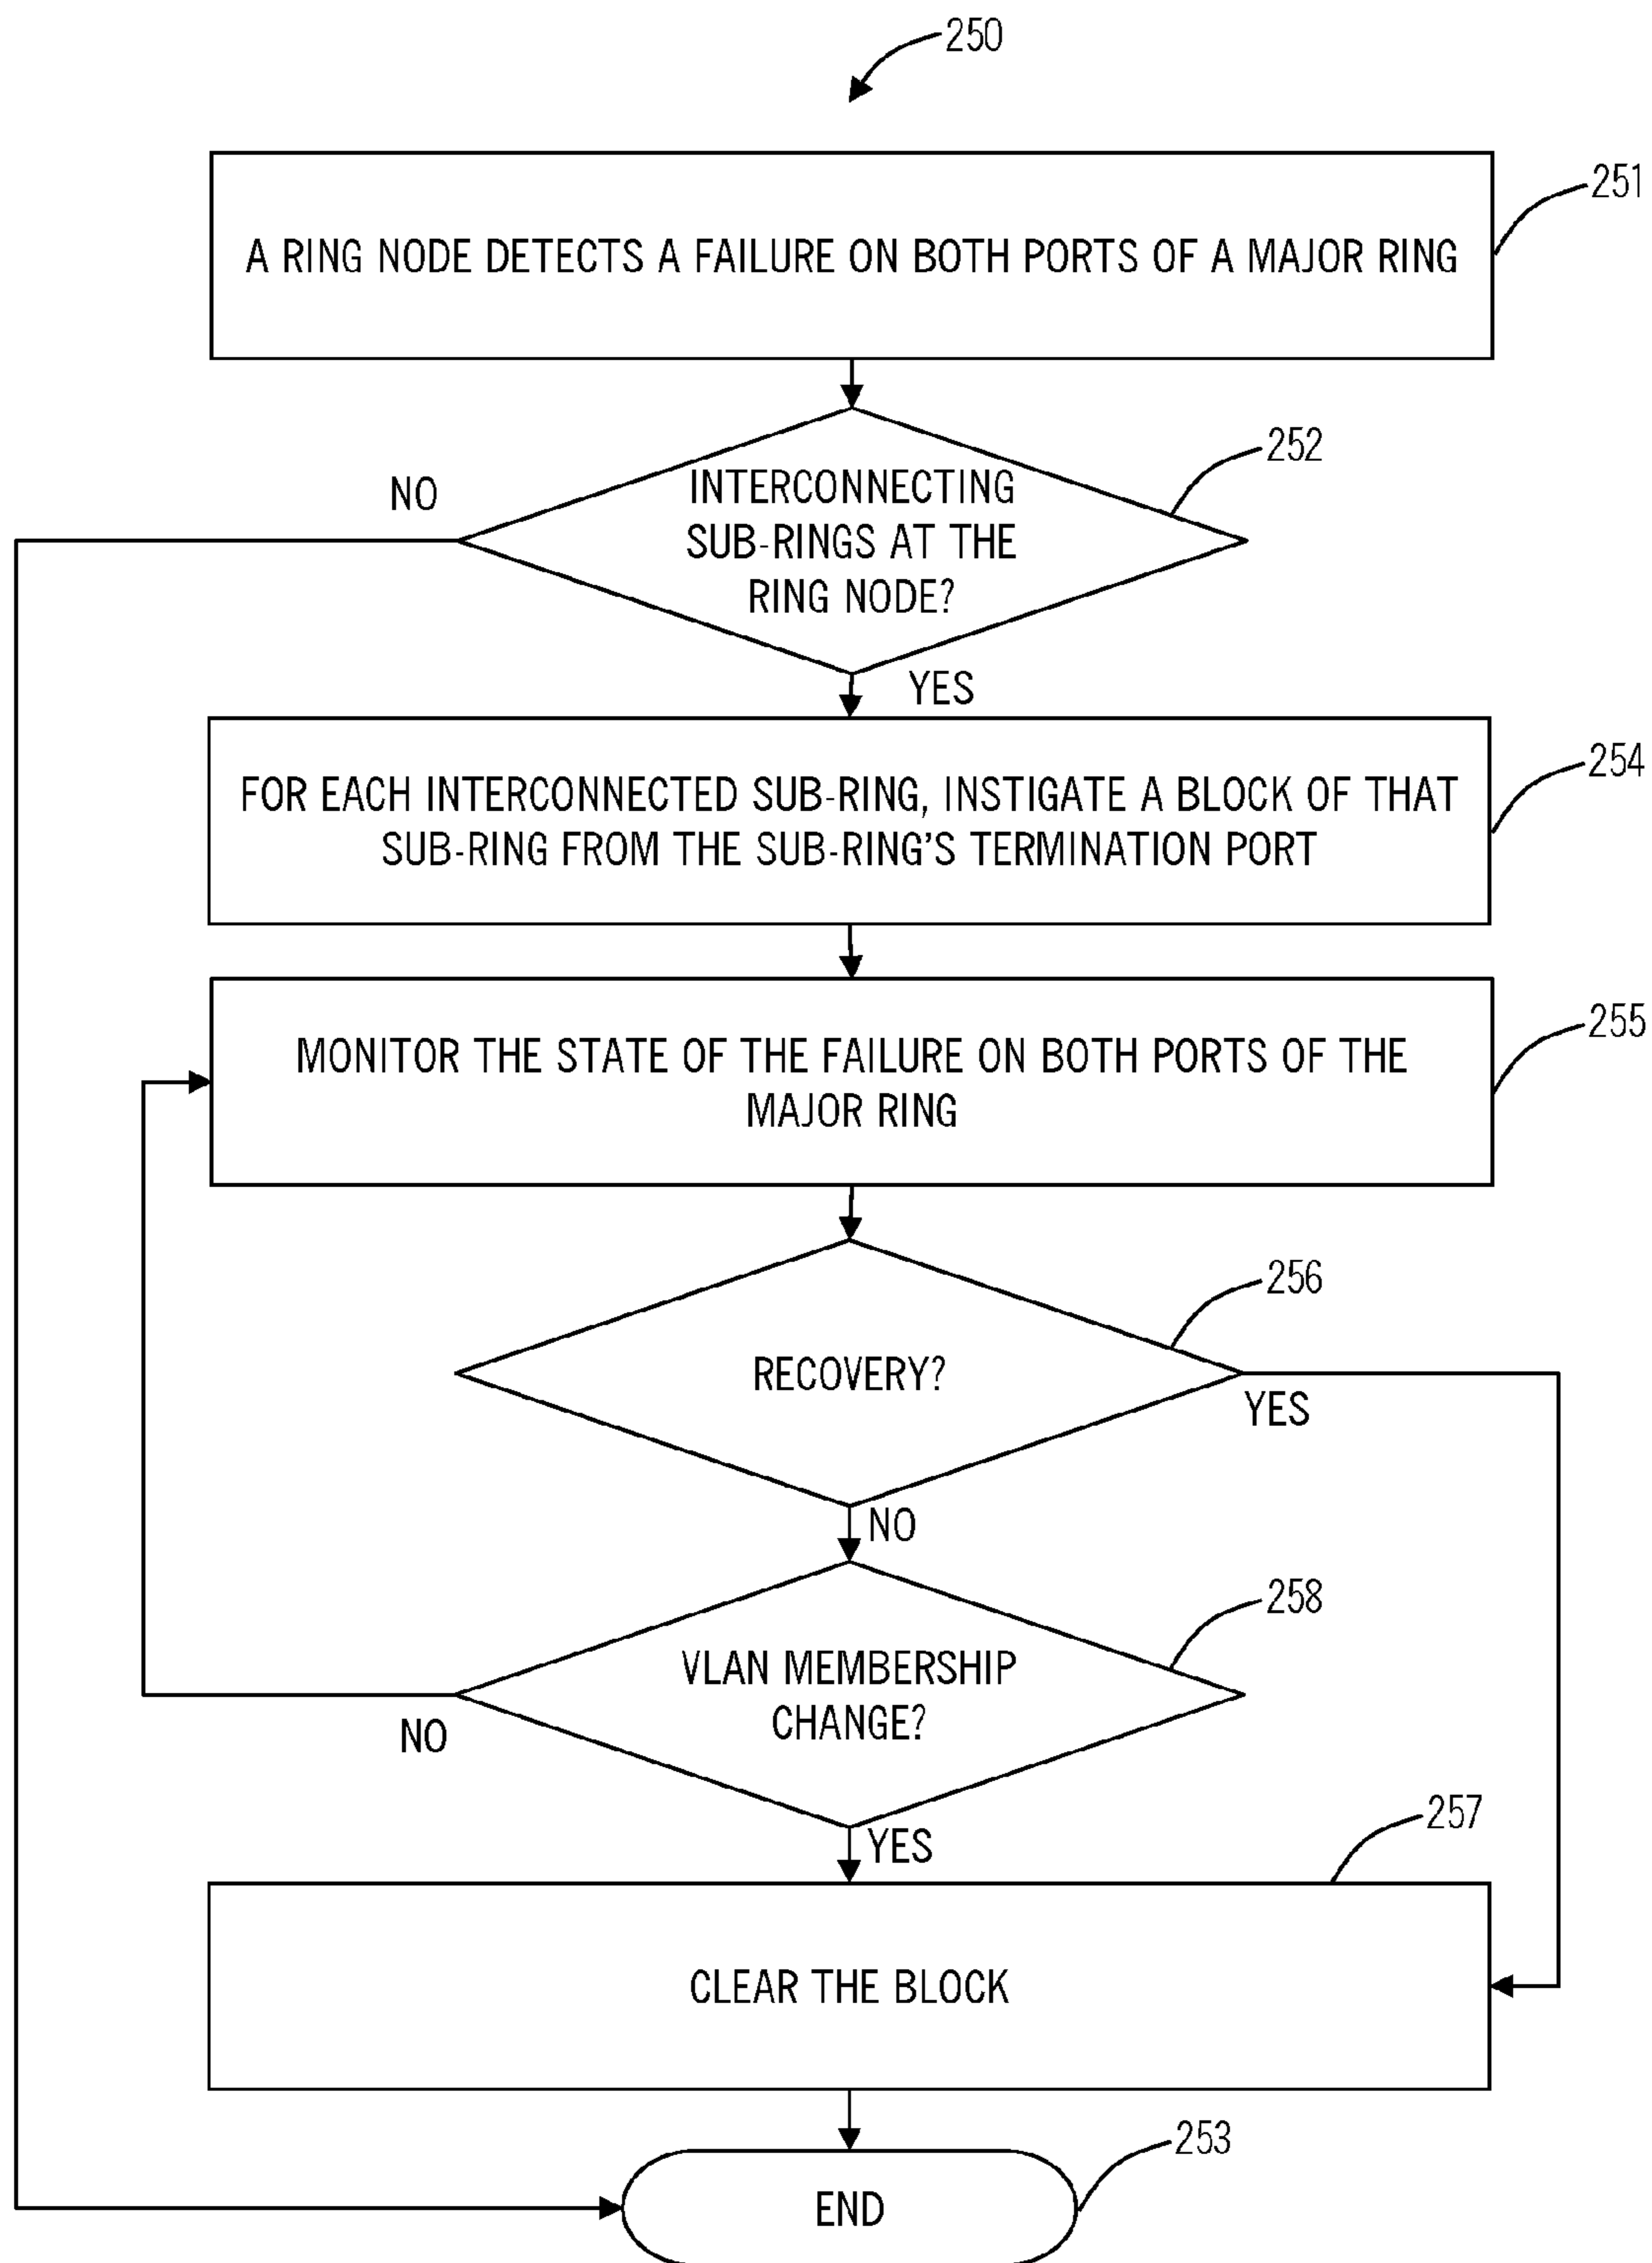 250
251
A RING NODE DETECTS A FAILURE ON BOTH PORTS OF A MAJOR RING
252
NO
INTERCONNECTING
SUB-RINGS AT THE
RING NODE?
YES
254
FOR EACH INTERCONNECTED SUB-RING, INSTIGATE A BLOCK OF THAT
SUB-RING FROM THE SUB-RING'S TERMINATION PORT
255
MONITOR THE STATE OF THE FAILURE ON BOTH PORTS OF THE
MAJOR RING
256
RECOVERY?
YES
NO
258
VLAN MEMBERSHIP
CHANGE?
NO
257
YES
CLEAR THE BLOCK
253
END